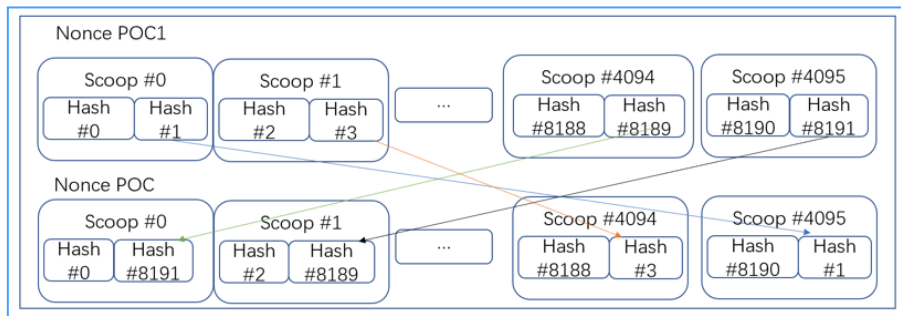 Nonce POC1
Scoop #0
Scoop #1
Scoop #4094
Scoop #4095
Hash #0
Hash #1
Hash #2
Hash #3
...
Hash #8188
Hash #8189
Hash #8190
Hash #8191
Nonce POC
Scoop #0
Scoop #1
Scoop #4094
Scoop #4095
Hash #0
Hash #8191
Hash #2
Hash #8189
...
Hash #8188
Hash #3
Hash #8190
Hash #1